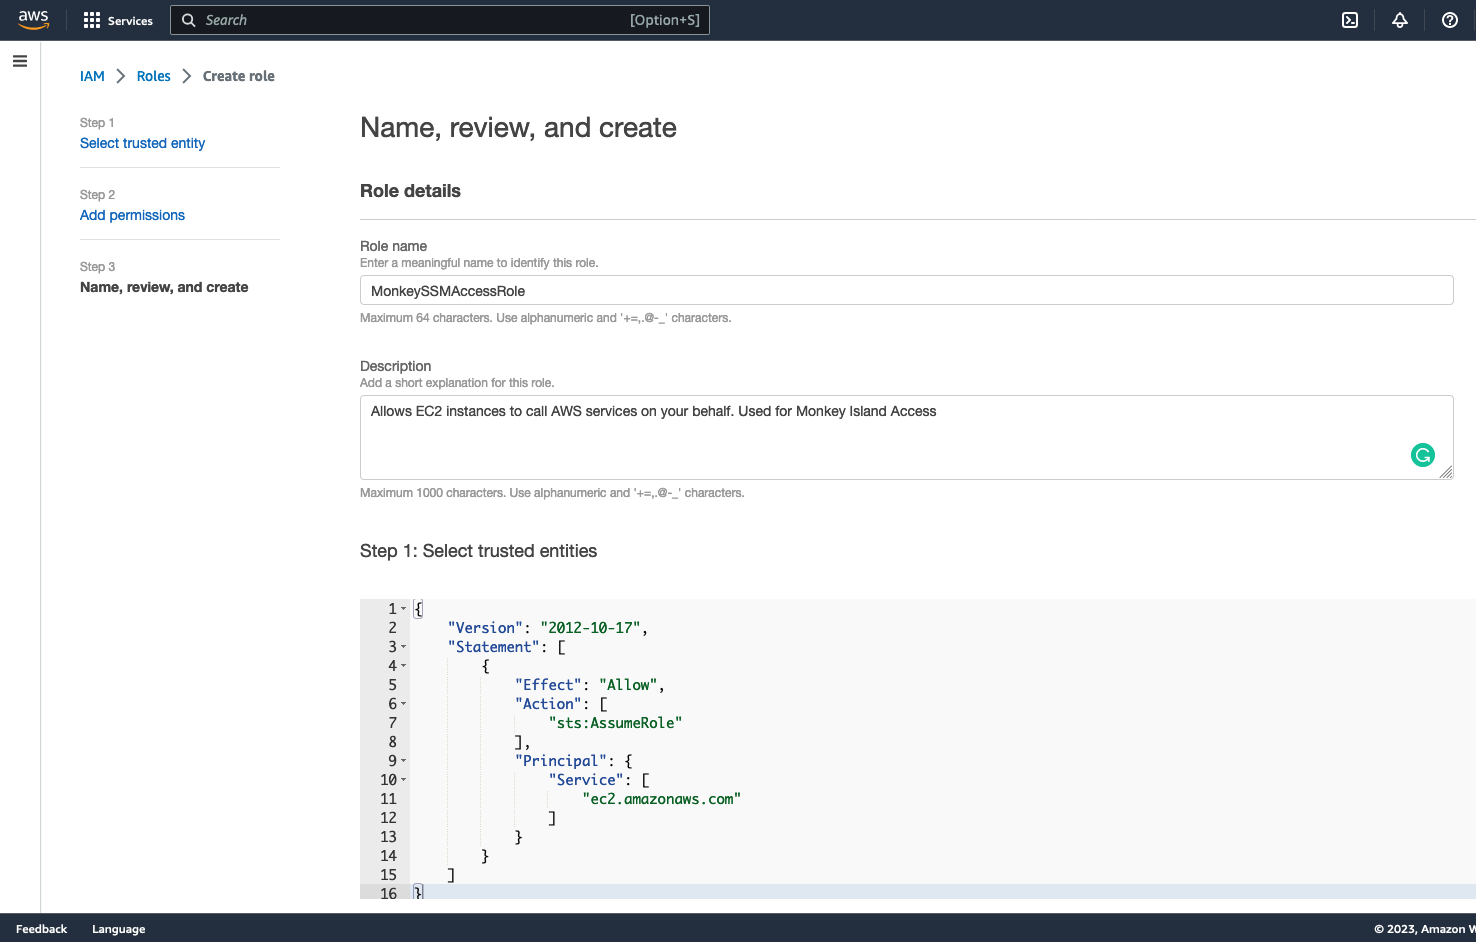 aws
Services
Search
[Option+S]
IAM > Roles > Create role
Step 1
Select trusted entity
Step 2
Add permissions
Step 3
Name, review, and create
Name, review, and create
Role details
Role name
Enter a meaningful name to identify this role.
MonkeySSMAccessRole
Maximum 64 characters. Use alphanumeric and '+=,.@-_' characters.
Description
Add a short explanation for this role.
Allows EC2 instances to call AWS services on your behalf. Used for Monkey Island Access
Maximum 1000 characters. Use alphanumeric and '+=,.@-_' characters.
Step 1: Select trusted entities
1 {
2 "Version": "2012-10-17",
3 "Statement": [
4 {
5 "Effect": "Allow",
6 "Action": [
7 "sts:AssumeRole"
8 ],
9 "Principal": {
10 "Service": [
11 "ec2.amazonaws.com"
12 ]
13 }
14 }
15 ]
16 }
Feedback
Language
© 2023, Amazon W